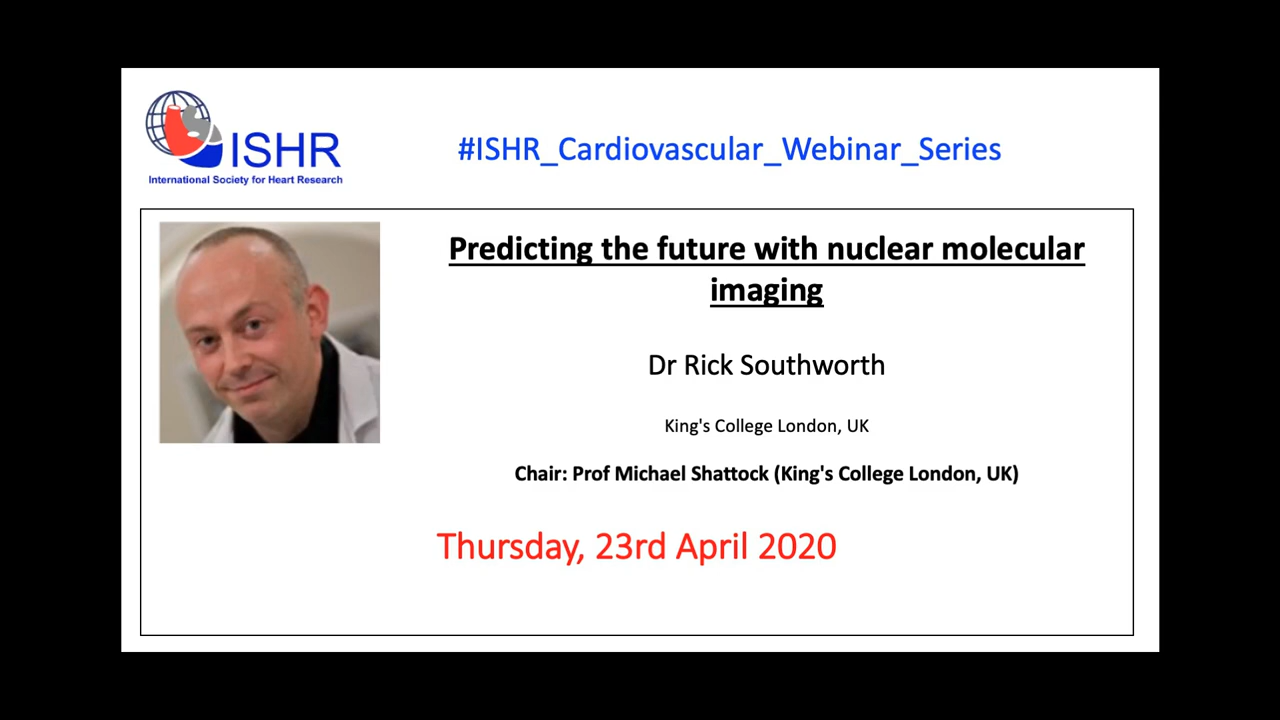 ISHR
International Society for Heart Research
#ISHR_Cardiovascular_Webinar_Series
Predicting the future with nuclear molecular
imaging
Dr Rick Southworth
King's College London, UK
Chair: Prof Michael Shattock (King's College London, UK)
Thursday, 23rd April 2020